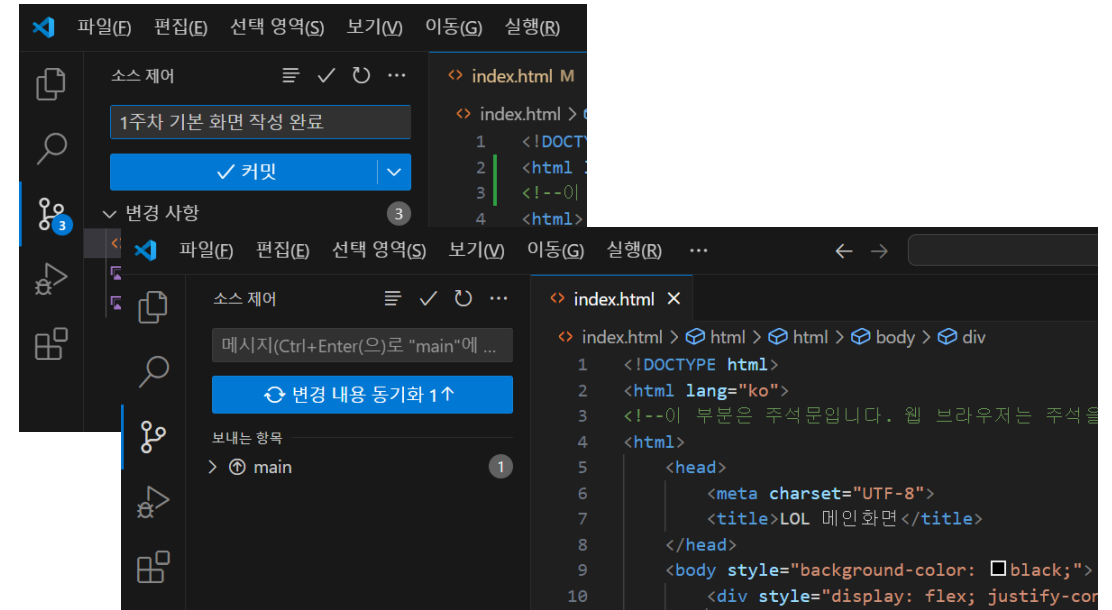 파일(F) 편집(E) 선택 영역(S) 보기(V) 이동(G) 실행(R)
소스 제어
index.html M
1주차 기본 화면 작성 완료
index.html
커밋
변경 사항 3
3
1 <!DOCT
2 <html
3 <!--이
4 <html>
파일(F) 편집(E) 선택 영역(S) 보기(V) 이동(G) 실행(R) ···
소스 제어
index.html
메시지(Ctrl+Enter(으)로 "main"에 ...
index.html > html > html > body > div
변경 내용 동기화 1↑
보내는 항목
main 1
1 <!DOCTYPE html>
2 <html lang="ko">
3 <!--이 부분은 주석문입니다. 웹 브라우저는 주석을
4 <html>
5 <head>
6 <meta charset="UTF-8">
7 <title>LOL 메인화면</title>
8 </head>
9 <body style="background-color: black;">
10 <div style="display: flex; justify-cor